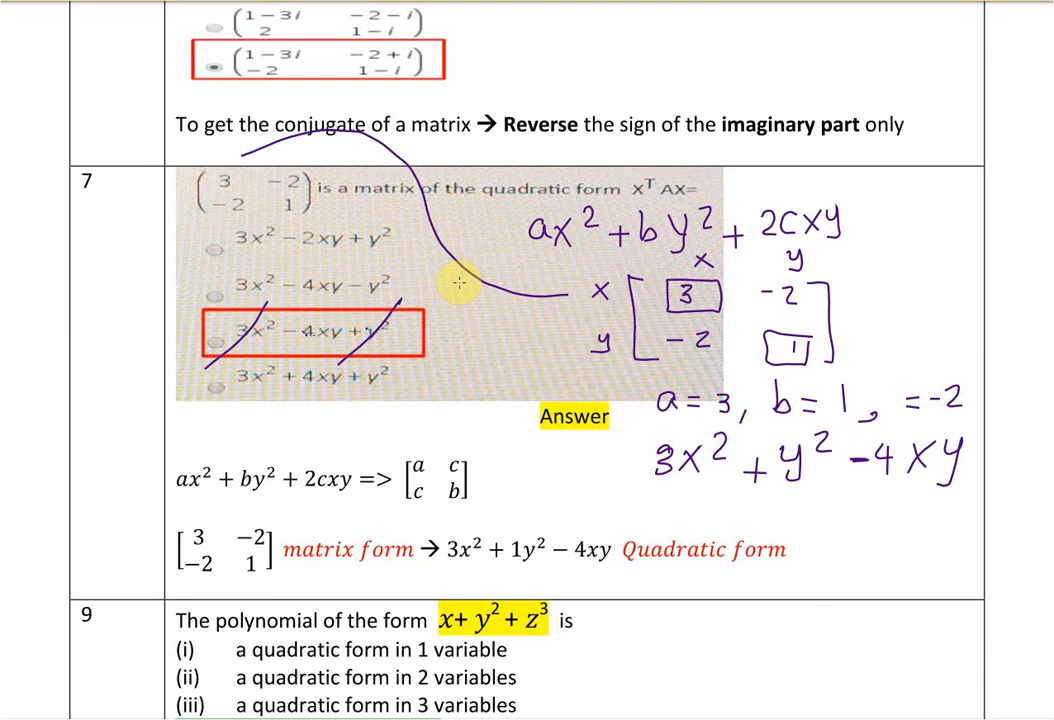 (1 − 3i   −2 − i
2   1 − i)
(1 − 3i   −2 + i
−2   1 − i)
To get the conjugate of a matrix → Reverse the sign of the imaginary part only
7
(3   −2
−2   1) is a matrix of the quadratic form X^T AX=
3x² − 2xy + y²
3x² − 4xy − y²
3x² − 4xy + y²
3x² + 4xy + y²
ax² + by² + 2cxy
x   y
x [3   −2
y −2   1]
a = 3, b = 1, = −2
3x² + y² − 4xy
Answer
ax² + by² + 2cxy => [a   c
c   b]
[3   −2
−2   1] matrix form → 3x² + 1y² − 4xy Quadratic form
9
The polynomial of the form x+ y² + z³ is
(i) a quadratic form in 1 variable
(ii) a quadratic form in 2 variables
(iii) a quadratic form in 3 variables